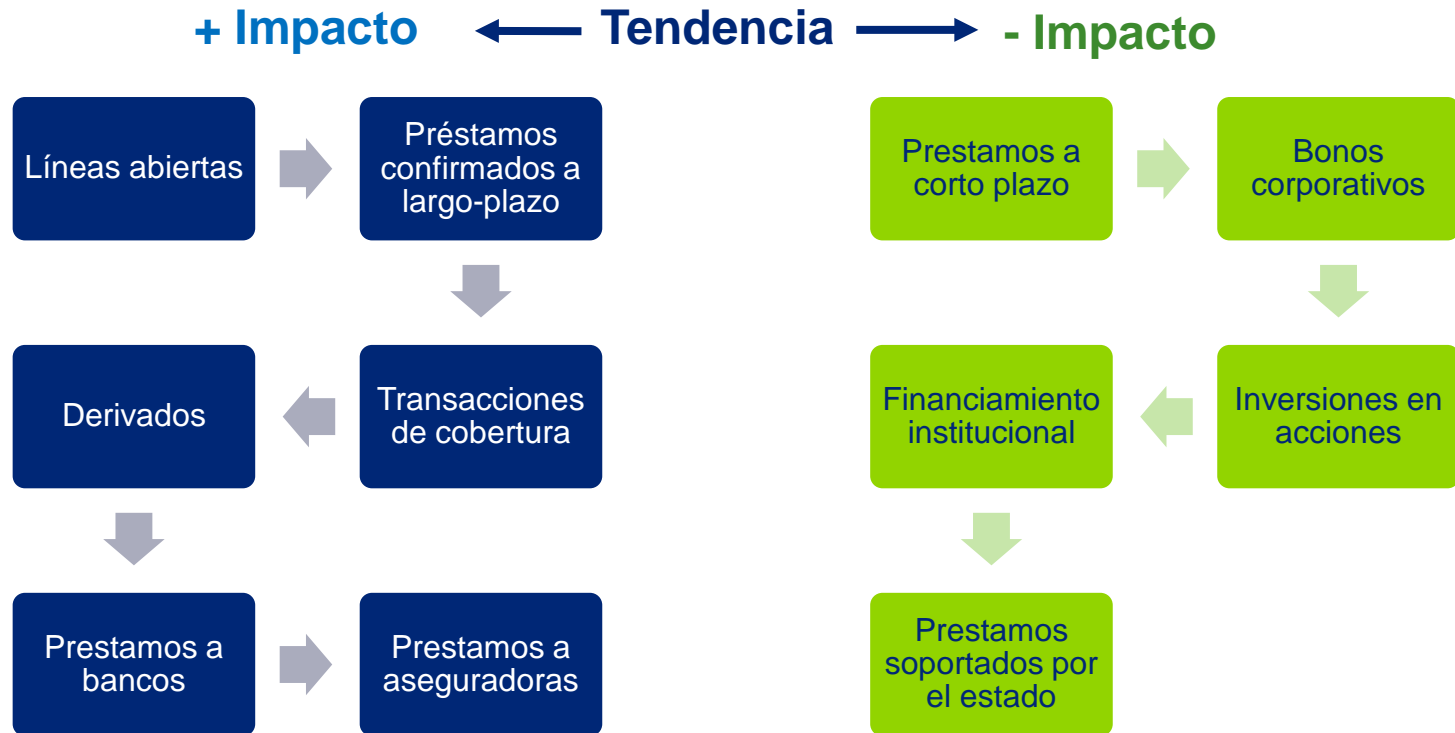 + Impacto
Tendencia
- Impacto
Líneas abiertas
Préstamos
confirmados a
largo-plazo
Transacciones
de cobertura
Derivados
Prestamos a
bancos
Prestamos a
aseguradoras
Prestamos a
corto plazo
Bonos
corporativos
Inversiones en
acciones
Financiamiento
institucional
Prestamos
soportados por
el estado